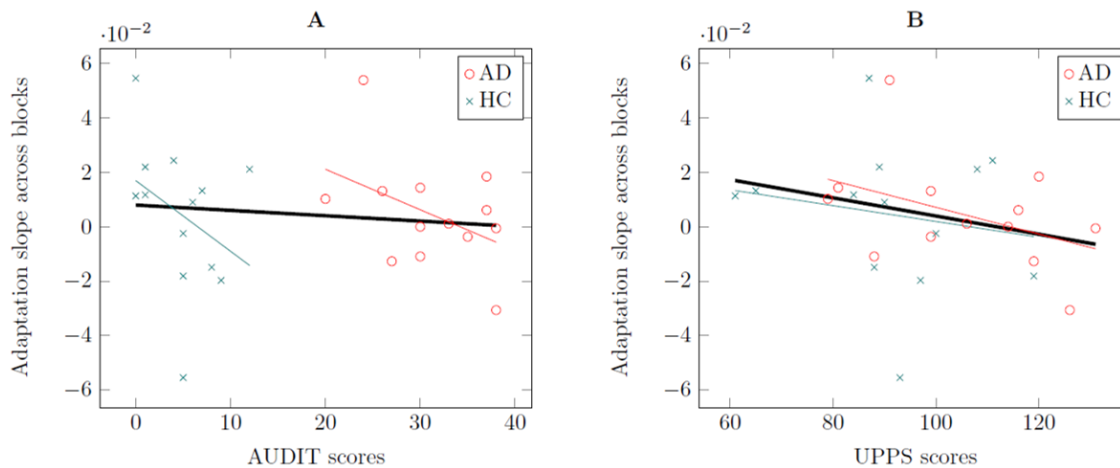 A
·10⁻²
Adaptation slope across blocks
6
4
2
0
−2
−4
−6
AD
HC
0 10 20 30 40
AUDIT scores
B
·10⁻²
Adaptation slope across blocks
6
4
2
0
−2
−4
−6
AD
HC
60 80 100 120
UPPS scores